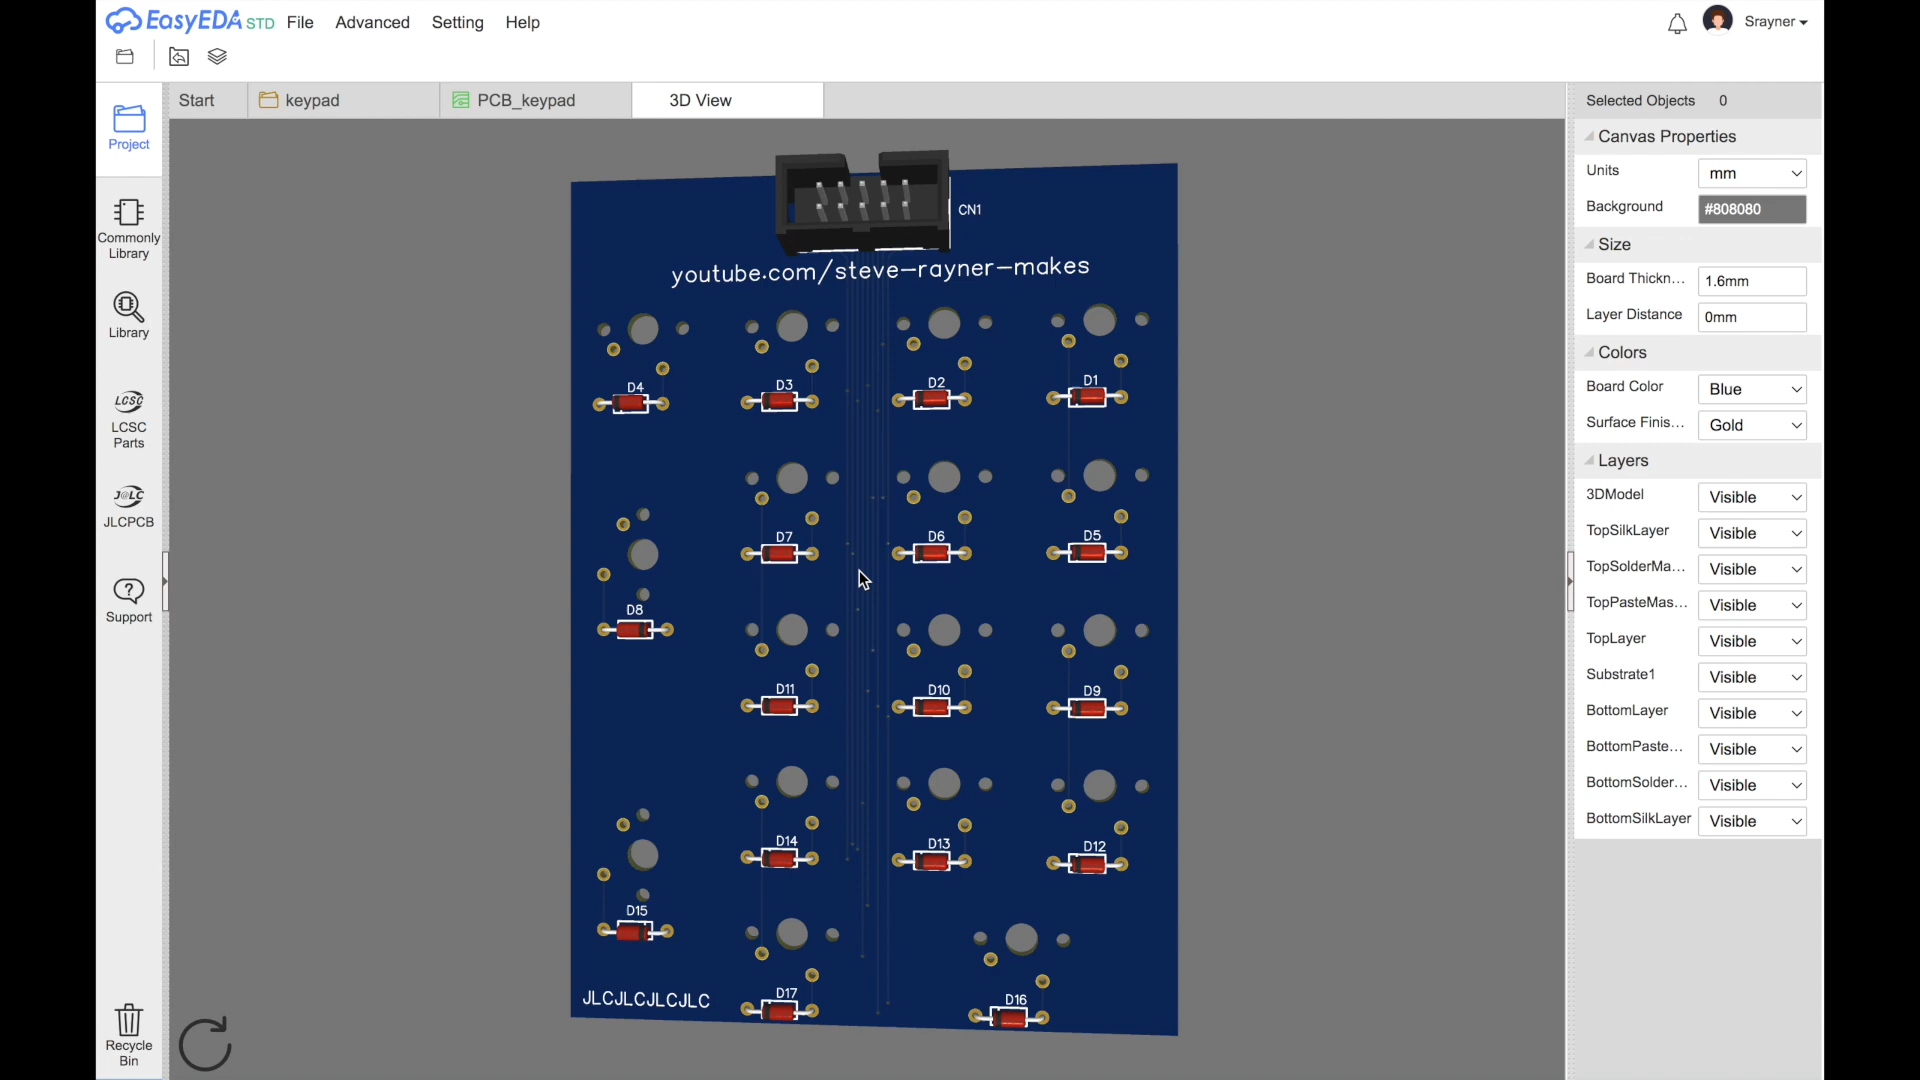 EasyEDA STD File Advanced Setting Help
Srayner
Start keypad PCB_keypad 3D View
Project
Commonly
Library
Library
LCSC
LCSC
Parts
J@LC
JLCPCB
Support
Recycle
Bin
CN1
youtube.com/steve-rayner-makes
D4 D3 D2 D1
D7 D6 D5
D8
D11 D10 D9
D14 D13 D12
D15
D17 D16
JLCJLCJLCJLC
Selected Objects 0
Canvas Properties
Units mm
Background #808080
Size
Board Thickn... 1.6mm
Layer Distance 0mm
Colors
Board Color Blue
Surface Finis... Gold
Layers
3DModel Visible
TopSilkLayer Visible
TopSolderMa... Visible
TopPasteMas... Visible
TopLayer Visible
Substrate1 Visible
BottomLayer Visible
BottomPaste... Visible
BottomSolder... Visible
BottomSilkLayer Visible